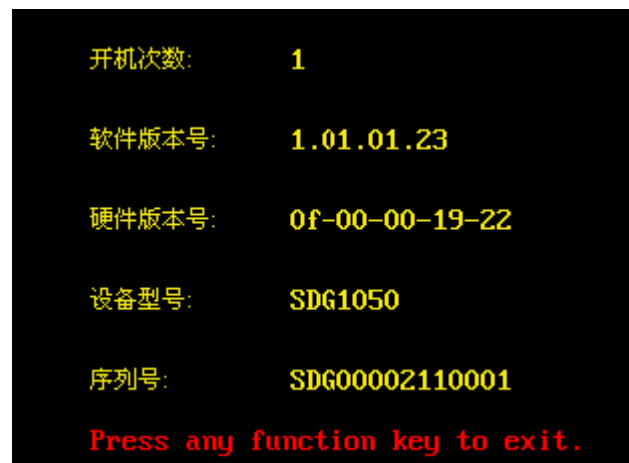 开机次数: 1
软件版本号: 1.01.01.23
硬件版本号: 0f-00-00-19-22
设备型号: SDG1050
序列号: SDG00002110001
Press any function key to exit.